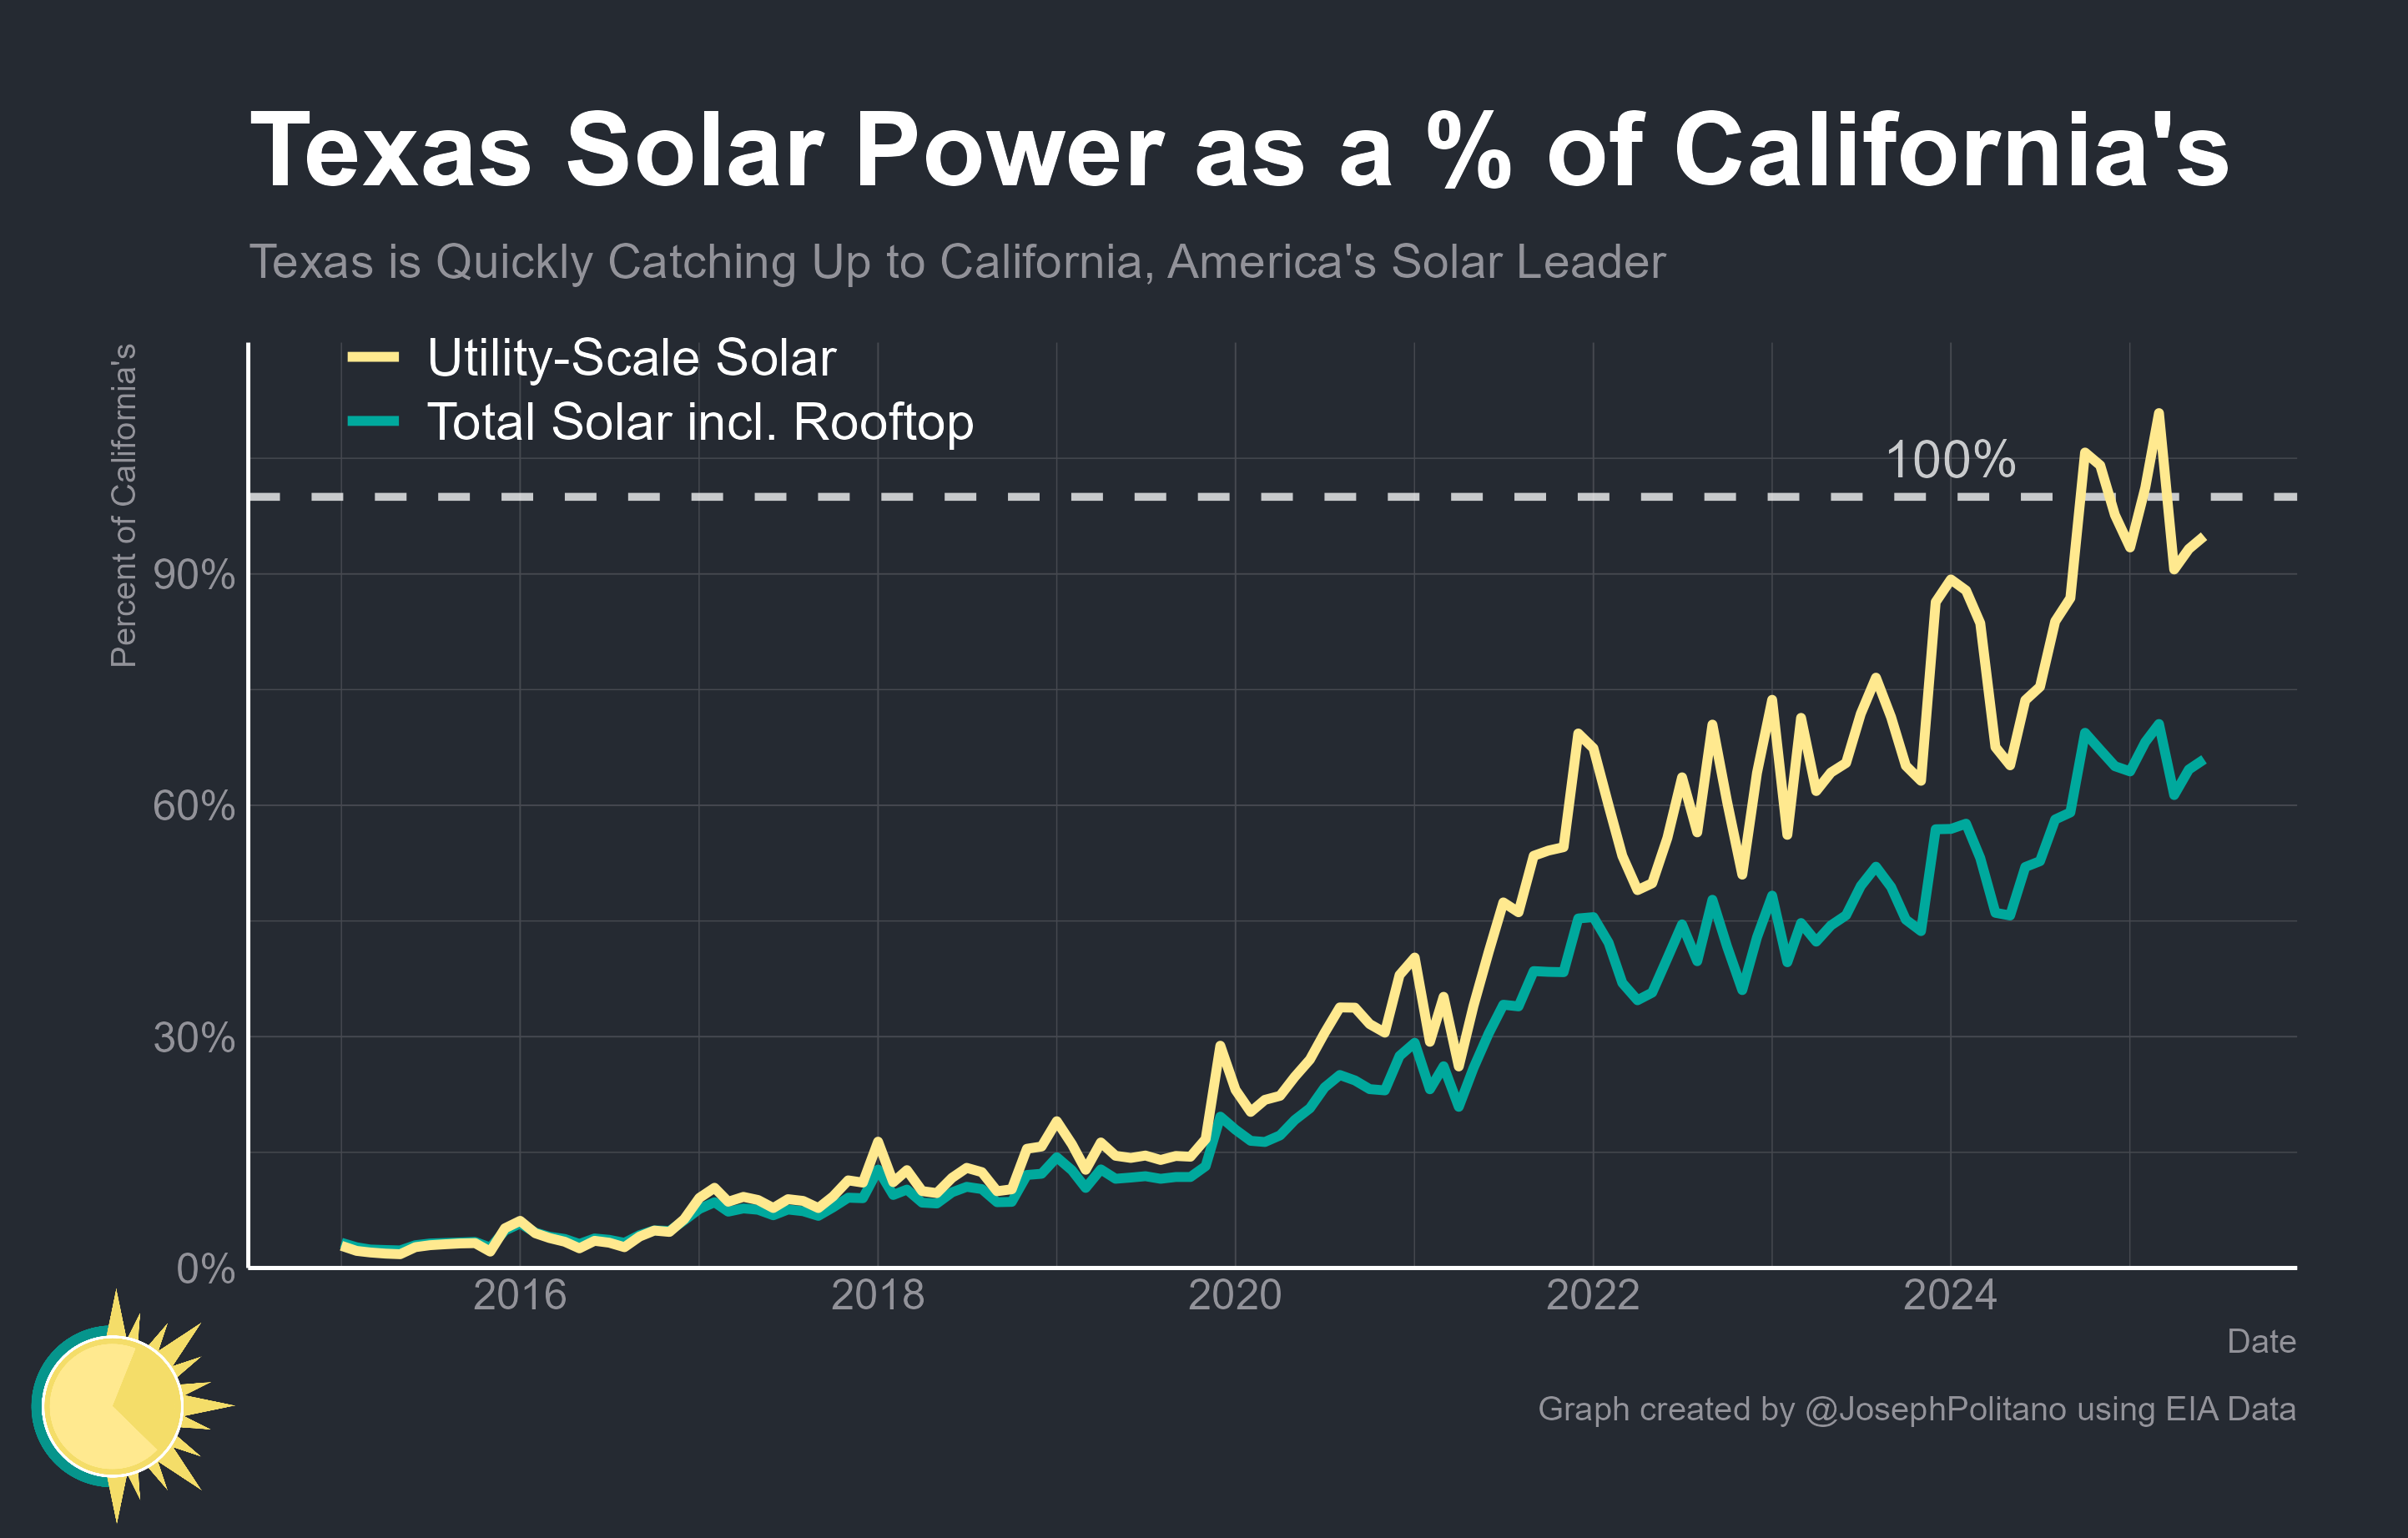 Texas Solar Power as a % of California's
Texas is Quickly Catching Up to California, America's Solar Leader
Percent of California's
Utility-Scale Solar
Total Solar incl. Rooftop
100%
90%
60%
30%
0%
2016 2018 2020 2022 2024
Date
Graph created by @JosephPolitano using EIA Data